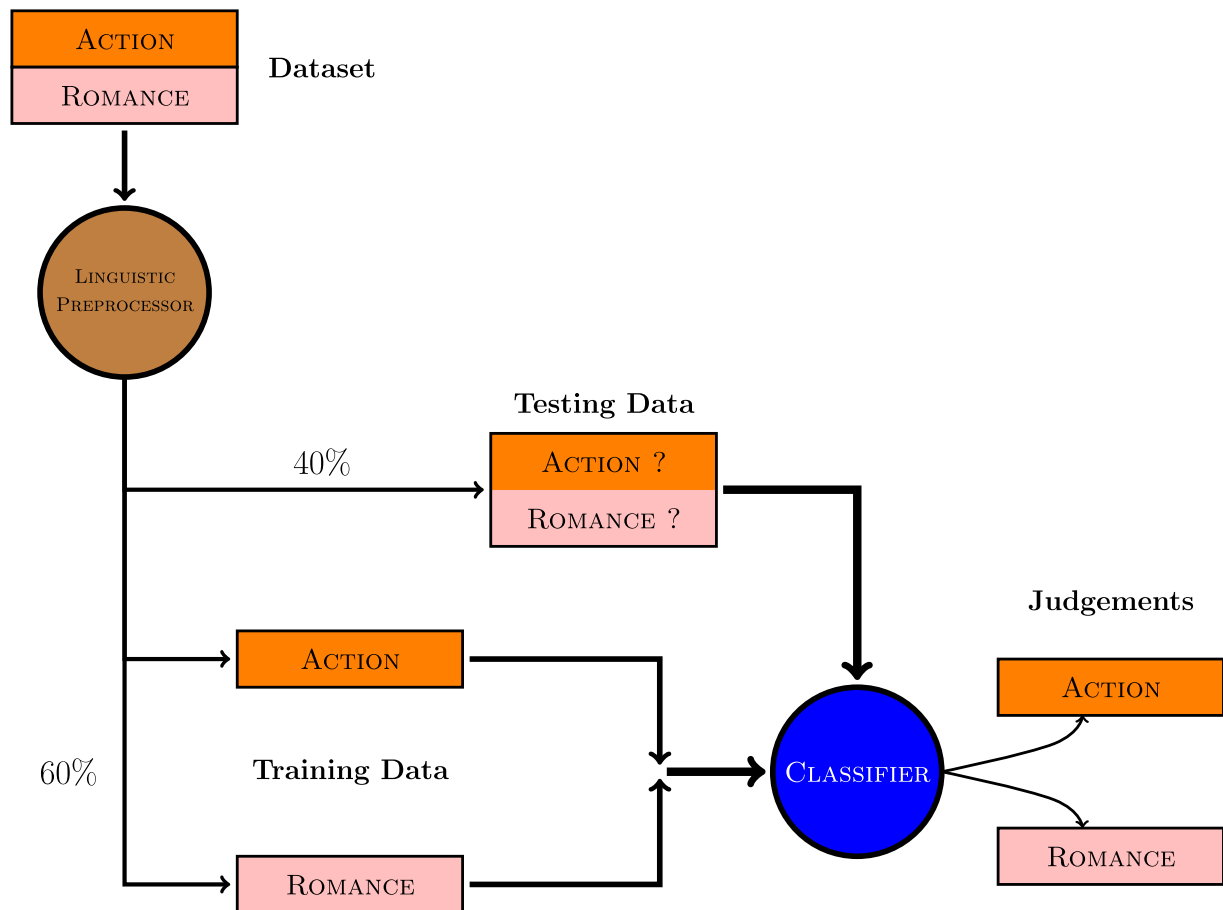 Action
Romance
Dataset
Linguistic
Preprocessor
Testing Data
40%
Action ?
Romance ?
Judgements
Action
Action
60%
Training Data
Classifier
Romance
Romance